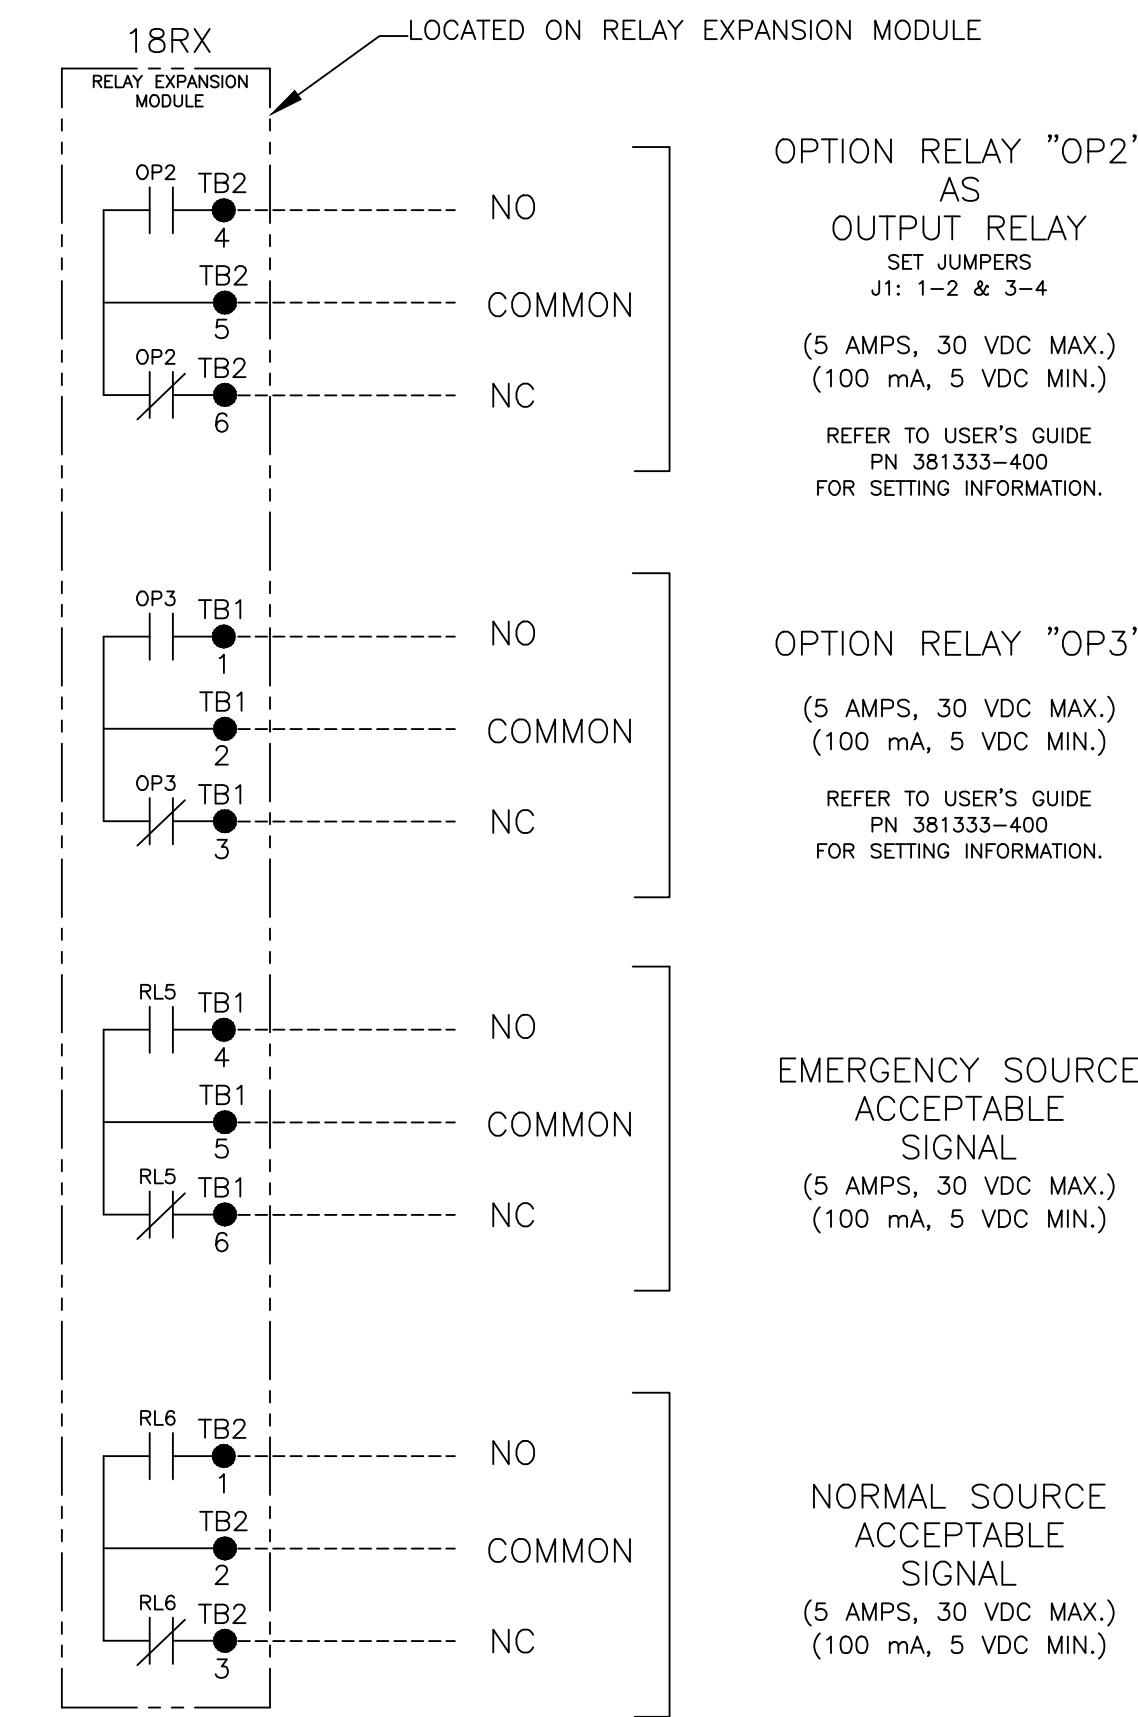 LOCATED ON RELAY EXPANSION MODULE
18RX
RELAY EXPANSION
MODULE
OP2 TB2
4
NO
TB2
5
COMMON
OP2 TB2
6
NC
OPTION RELAY "OP2'
AS
OUTPUT RELAY
SET JUMPERS
J1: 1-2 & 3-4
(5 AMPS, 30 VDC MAX.)
(100 mA, 5 VDC MIN.)
REFER TO USER'S GUIDE
PN 381333-400
FOR SETTING INFORMATION.
OP3 TB1
1
NO
TB1
2
COMMON
OP3 TB1
3
NC
OPTION RELAY "OP3'
(5 AMPS, 30 VDC MAX.)
(100 mA, 5 VDC MIN.)
REFER TO USER'S GUIDE
PN 381333-400
FOR SETTING INFORMATION.
RL5 TB1
4
NO
TB1
5
COMMON
RL5 TB1
6
NC
EMERGENCY SOURCE
ACCEPTABLE
SIGNAL
(5 AMPS, 30 VDC MAX.)
(100 mA, 5 VDC MIN.)
RL6 TB2
1
NO
TB2
2
COMMON
RL6 TB2
3
NC
NORMAL SOURCE
ACCEPTABLE
SIGNAL
(5 AMPS, 30 VDC MAX.)
(100 mA, 5 VDC MIN.)